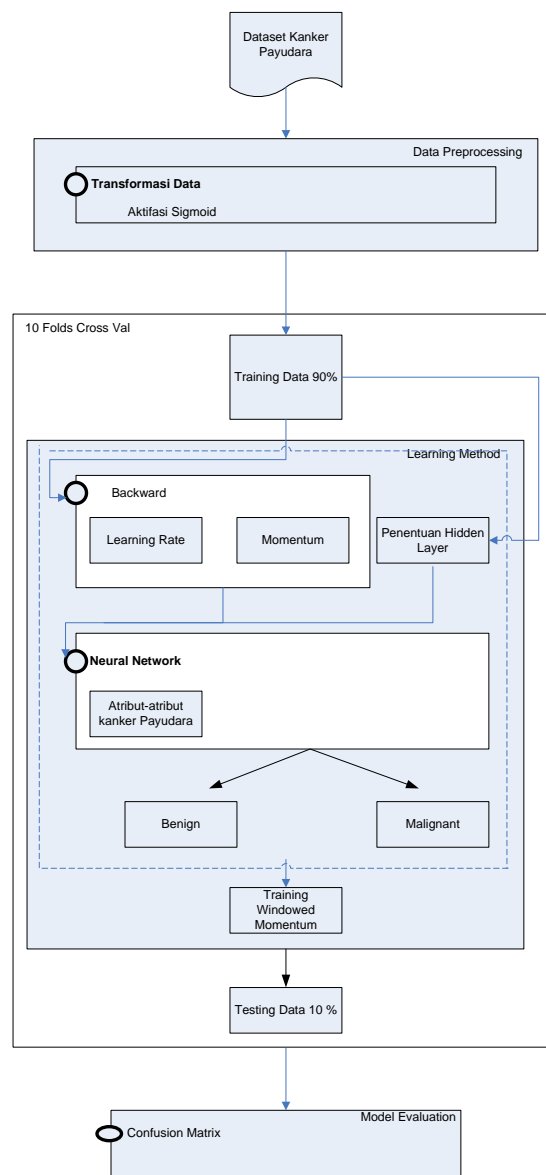 Dataset Kanker
Payudara
Data Preprocessing
Transformasi Data
Aktifasi Sigmoid
10 Folds Cross Val
Training Data 90%
Learning Method
Backward
Learning Rate
Momentum
Penentuan Hidden
Layer
Neural Network
Atribut-atribut
kanker Payudara
Benign
Malignant
Training
Windowed
Momentum
Testing Data 10 %
Model Evaluation
Confusion Matrix